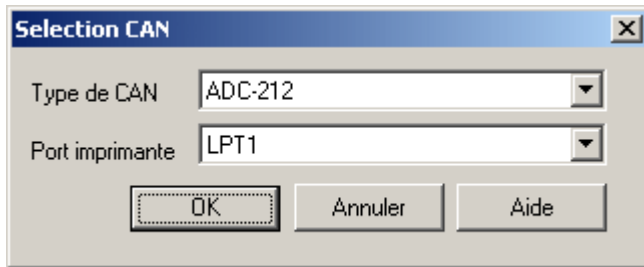 Selection CAN
Type de CAN ADC-212
Port imprimante LPT1
OK Annuler Aide